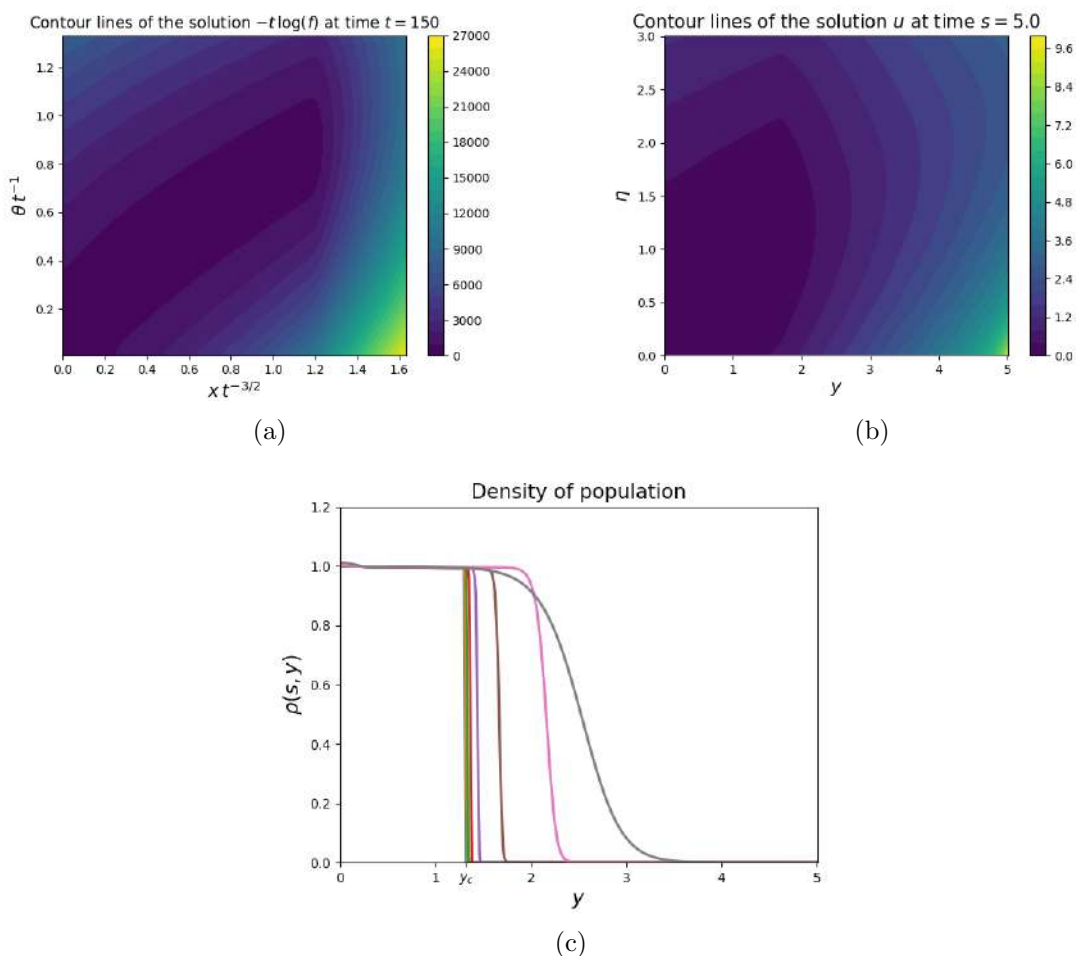 Contour lines of the solution −t log(f) at time t = 150
1.2
1.0
0.8
0.6
0.4
0.2
θ t⁻¹
0.0 0.2 0.4 0.6 0.8 1.0 1.2 1.4 1.6
x t⁻³ᐟ²
27000
24000
21000
18000
15000
12000
9000
6000
3000
0
(a)
Contour lines of the solution u at time s = 5.0
3.0
2.5
2.0
1.5
1.0
0.5
0.0
η
0 1 2 3 4 5
y
9.6
8.4
7.2
6.0
4.8
3.6
2.4
1.2
0.0
(b)
Density of population
1.2
1.0
0.8
0.6
0.4
0.2
0.0
ρ(s, y)
0 1 y_c 2 3 4 5
y
(c)